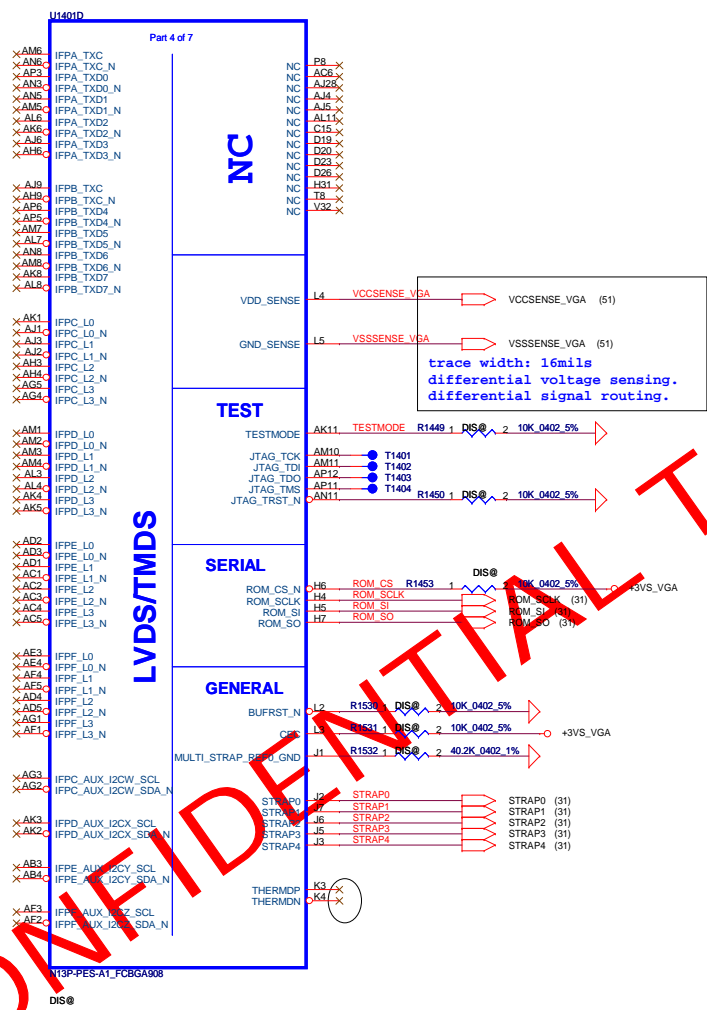 U1401D
Part 4 of 7
AM6 IFPA_TXC
AN6 IFPA_TXC_N
AP3 IFPA_TXD0
AN3 IFPA_TXD0_N
AN5 IFPA_TXD1
AM5 IFPA_TXD1_N
AL6 IFPA_TXD2
AK6 IFPA_TXD2_N
AJ6 IFPA_TXD3
AH6 IFPA_TXD3_N
AJ9 IFPB_TXC
AH9 IFPB_TXC_N
AP6 IFPB_TXD4
AP5 IFPB_TXD4_N
AM7 IFPB_TXD5
AL7 IFPB_TXD5_N
AN8 IFPB_TXD6
AM8 IFPB_TXD6_N
AK8 IFPB_TXD7
AL8 IFPB_TXD7_N
AK1 IFPC_L0
AJ1 IFPC_L0_N
AJ3 IFPC_L1
AJ2 IFPC_L1_N
AH3 IFPC_L2
AH4 IFPC_L2_N
AG5 IFPC_L3
AG4 IFPC_L3_N
AM1 IFPD_L0
AM2 IFPD_L0_N
AM3 IFPD_L1
AM4 IFPD_L1_N
AL3 IFPD_L2
AL4 IFPD_L2_N
AK4 IFPD_L3
AK5 IFPD_L3_N
AD2 IFPE_L0
AD3 IFPE_L0_N
AD1 IFPE_L1
AC1 IFPE_L1_N
AC2 IFPE_L2
AC3 IFPE_L2_N
AC4 IFPE_L3
AC5 IFPE_L3_N
AE3 IFPF_L0
AE4 IFPF_L0_N
AF4 IFPF_L1
AF5 IFPF_L1_N
AD4 IFPF_L2
AD5 IFPF_L2_N
AG1 IFPF_L3
AF1 IFPF_L3_N
AG3 IFPC_AUX_I2CW_SCL
AG2 IFPC_AUX_I2CW_SDA_N
AK3 IFPD_AUX_I2CX_SCL
AK2 IFPD_AUX_I2CX_SDA_N
AB3 IFPE_AUX_I2CY_SCL
AB4 IFPE_AUX_I2CY_SDA_N
AF3 IFPF_AUX_I2CZ_SCL
AF2 IFPF_AUX_I2CZ_SDA_N
LVDS/TMDS
NC
NC P8
NC AC6
NC AJ28
NC AJ4
NC AJ5
NC AL11
NC C15
NC D19
NC D20
NC D23
NC D26
NC H31
NC T8
NC V32
VDD_SENSE L4 VCCSENSE_VGA VCCSENSE_VGA (51)
GND_SENSE L5 VSSSENSE_VGA VSSSENSE_VGA (51)
trace width: 16mils
differential voltage sensing.
differential signal routing.
TEST
TESTMODE AK11 TESTMODE R1449 1 DIS@ 2 10K_0402_5%
JTAG_TCK AM10 T1401
JTAG_TDI AM11 T1402
JTAG_TDO AP12 T1403
JTAG_TMS AP11 T1404
JTAG_TRST_N AN11 R1450 1 DIS@ 2 10K_0402_5%
SERIAL
DIS@
ROM_CS_N H6 ROM_CS R1453 1 2 10K_0402_5% +3VS_VGA
ROM_SCLK H4 ROM_SCLK ROM_SCLK (31)
ROM_SI H5 ROM_SI ROM_SI (31)
ROM_SO H7 ROM_SO ROM_SO (31)
GENERAL
BUFRST_N L2 R1530 1 DIS@ 2 10K_0402_5%
CEC L3 R1531 1 DIS@ 2 10K_0402_5% +3VS_VGA
MULTI_STRAP_REF0_GND J1 R1532 1 DIS@ 2 40.2K_0402_1%
STRAP0 J2 STRAP0 STRAP0 (31)
STRAP1 J7 STRAP1 STRAP1 (31)
STRAP2 J6 STRAP2 STRAP2 (31)
STRAP3 J5 STRAP3 STRAP3 (31)
STRAP4 J3 STRAP4 STRAP4 (31)
THERMDP K3
THERMDN K4
N13P-PES-A1_FCBGA908
DIS@
ONFIDENTIAL T